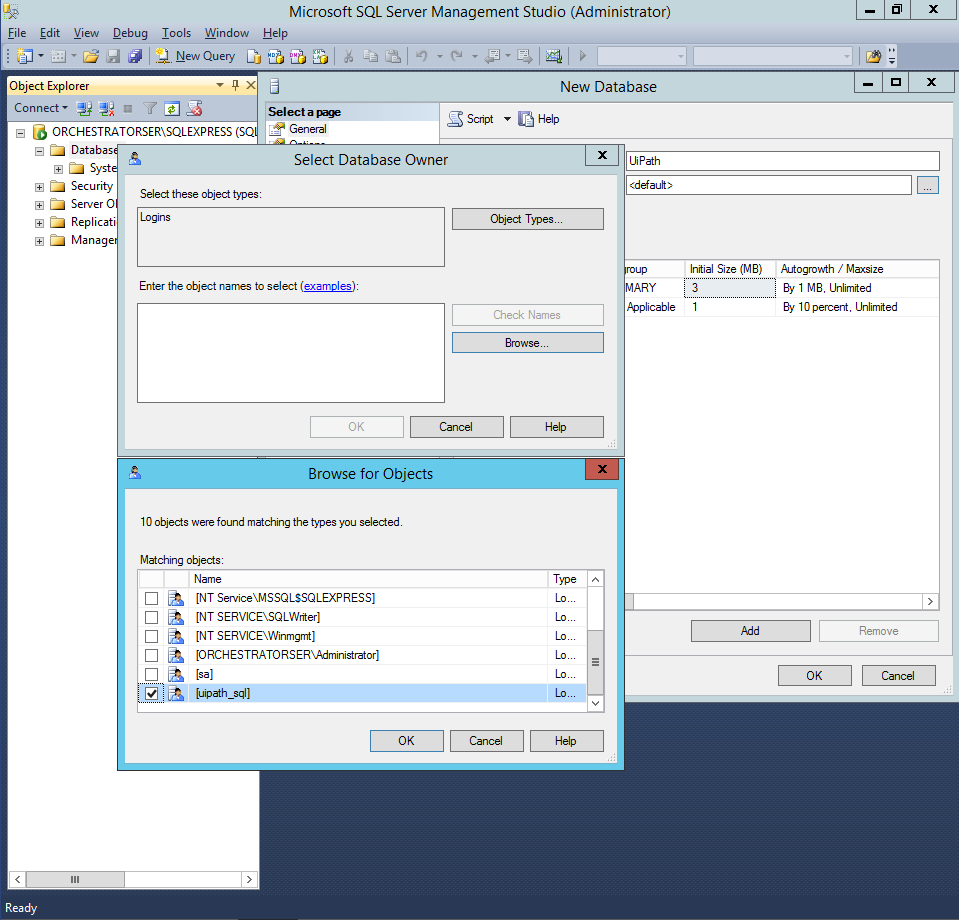 Microsoft SQL Server Management Studio (Administrator)
File Edit View Debug Tools Window Help
New Query
Object Explorer
Connect
ORCHESTRATORSER\SQLEXPRESS (SQL
Database
Syste
Security
Server Ob
Replicati
Manager
New Database
Select a page
General
Options
Script Help
UiPath
<default>
...
group Initial Size (MB) Autogrowth / Maxsize
MARY 3 By 1 MB, Unlimited
Applicable 1 By 10 percent, Unlimited
Add Remove
OK Cancel
Select Database Owner
Select these object types:
Logins
Object Types...
Enter the object names to select (examples):
Check Names
Browse...
OK Cancel Help
Browse for Objects
10 objects were found matching the types you selected.
Matching objects:
Name Type
[NT Service\MSSQL$SQLEXPRESS] Lo...
[NT SERVICE\SQLWriter] Lo...
[NT SERVICE\Winmgmt] Lo...
[ORCHESTRATORSER\Administrator] Lo...
[sa] Lo...
[uipath_sql] Lo...
OK Cancel Help
Ready